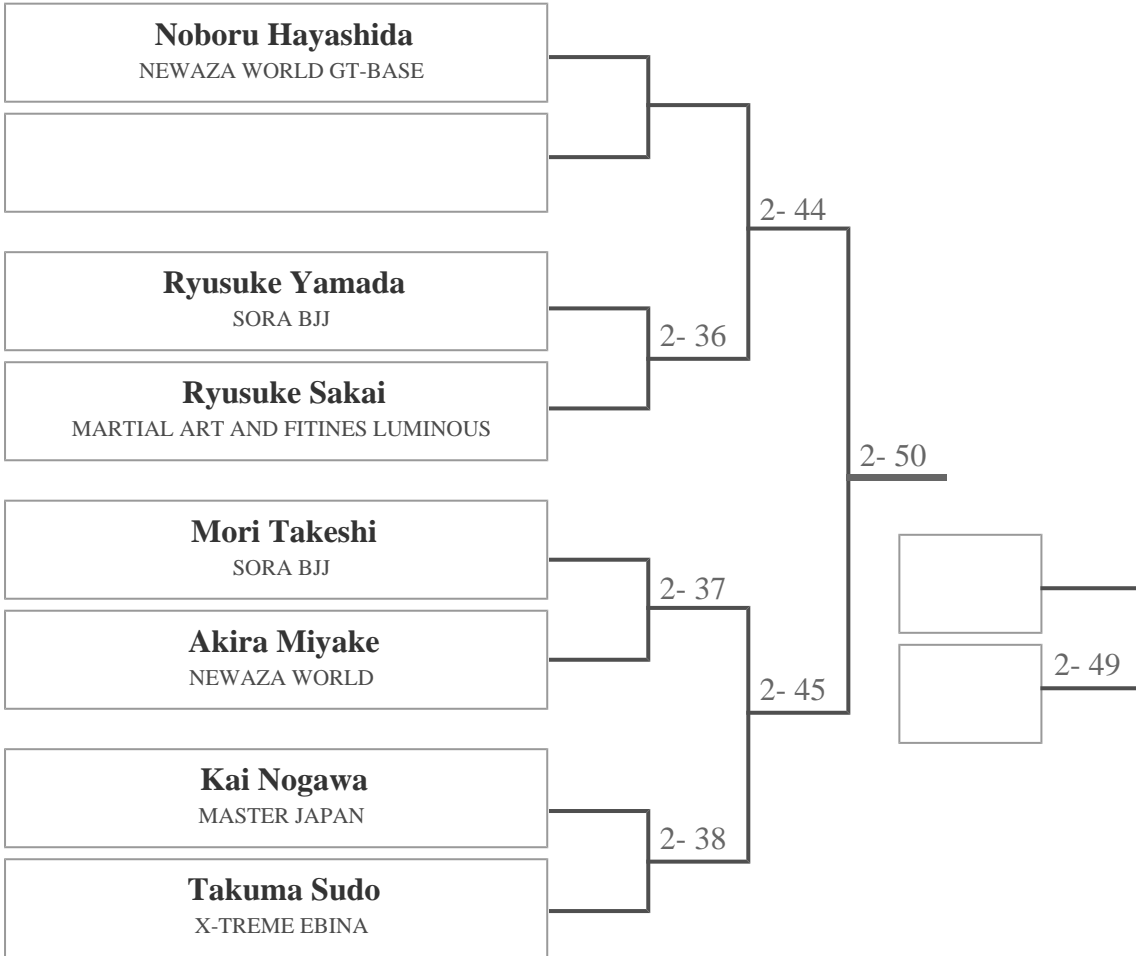 Noboru Hayashida
NEWAZA WORLD GT-BASE
2- 44
Ryusuke Yamada
SORA BJJ
2- 36
Ryusuke Sakai
MARTIAL ART AND FITINES LUMINOUS
2- 50
Mori Takeshi
SORA BJJ
2- 37
Akira Miyake
NEWAZA WORLD
2- 45
2- 49
Kai Nogawa
MASTER JAPAN
2- 38
Takuma Sudo
X-TREME EBINA